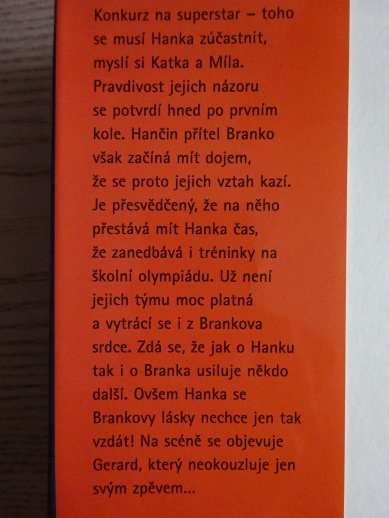 Konkurz na superstar – toho
se musí Hanka zúčastnit,
myslí si Katka a Míla.
Pravdivost jejich názoru
se potvrdí hned po prvním
kole. Hančin přítel Branko
však začíná mít dojem,
že se proto jejich vztah kazí.
Je přesvědčený, že na něho
přestává mít Hanka čas,
že zanedbává i tréninky na
školní olympiádu. Už není
jejich týmu moc platná
a vytrácí se i z Brankova
srdce. Zdá se, že jak o Hanku
tak i o Branka usiluje někdo
další. Ovšem Hanka se
Brankovy lásky nechce jen tak
vzdát! Na scéně se objevuje
Gerard, který neokouzluje jen
svým zpěvem...